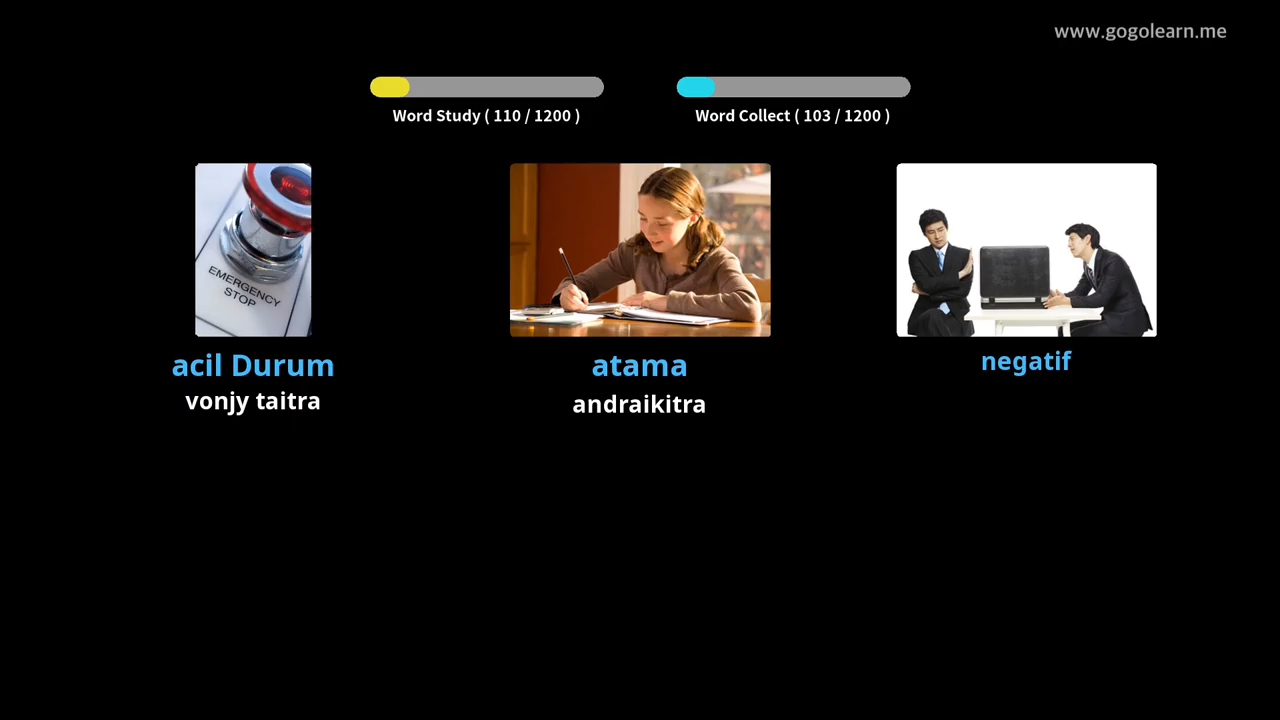 www.gogolearn.me
Word Study ( 110 / 1200 )
Word Collect ( 103 / 1200 )
EMERGENCY
STOP
acil Durum
atama
negatif
vonjy taitra
andraikitra